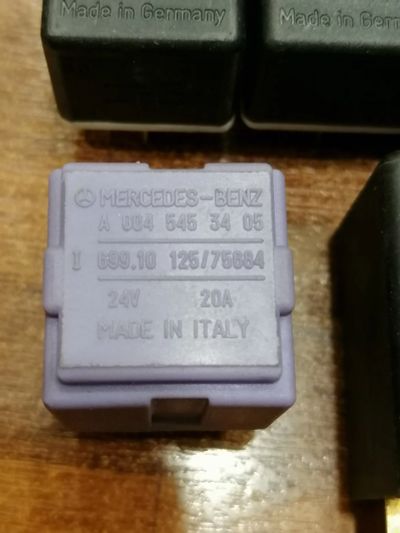 Made in Germany
Made in Germ
MERCEDES-BENZ
A 004 545 34 05
I 699.10 125/75684
24V 20A
MADE IN ITALY